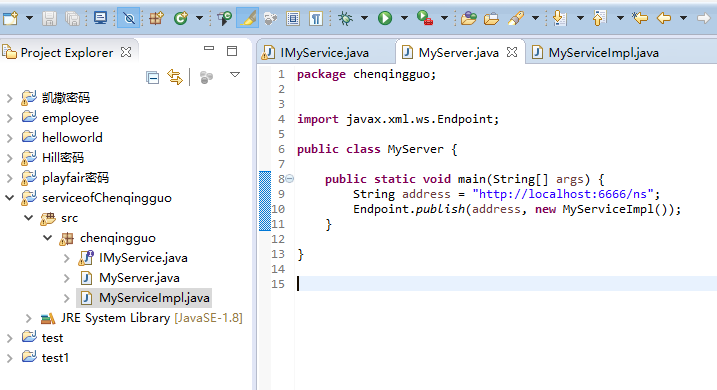 Project Explorer
凯撒密码
employee
helloworld
Hill密码
playfair密码
serviceofChenqingguo
src
chenqingguo
IMyService.java
MyServer.java
MyServiceImpl.java
JRE System Library [JavaSE-1.8]
test
test1
IMyService.java MyServer.java MyServiceImpl.java
1 package chenqingguo;
2
3
4 import javax.xml.ws.Endpoint;
5
6 public class MyServer {
7
8 public static void main(String[] args) {
9 String address = "http://localhost:6666/ns";
10 Endpoint.publish(address, new MyServiceImpl());
11 }
12
13 }
14
15